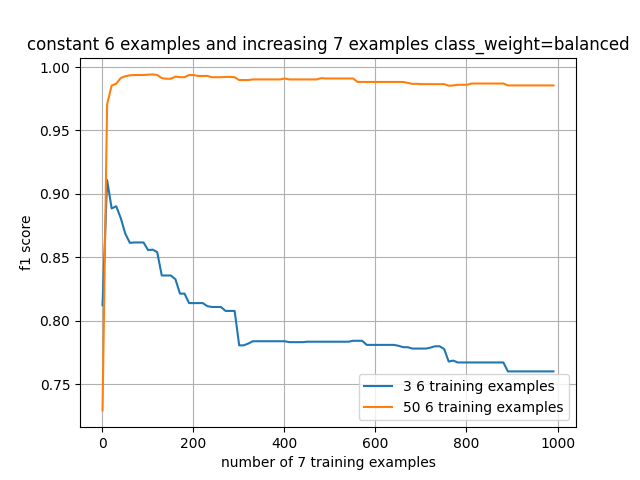 constant 6 examples and increasing 7 examples class_weight=balanced
1.00
0.95
0.90
0.85
0.80
0.75
f1 score
3 6 training examples
50 6 training examples
0 200 400 600 800 1000
number of 7 training examples